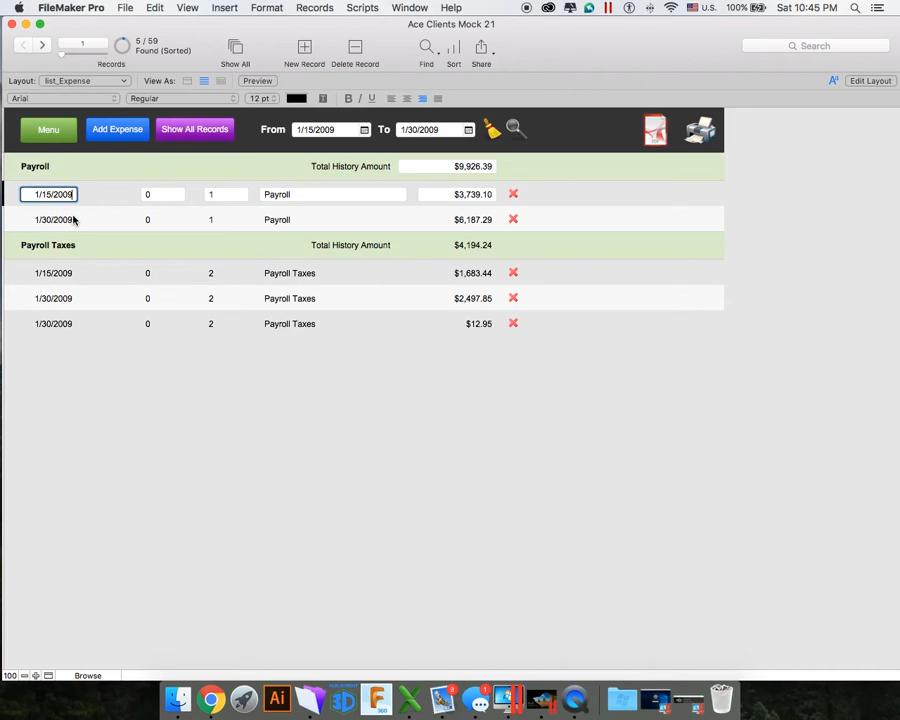 FileMaker Pro File Edit View Insert Format Records Scripts Window Help U.S. 100% Sat 10:45 PM
Ace Clients Mock 21
1 5 / 59 Found (Sorted) Search
Records Show All New Record Delete Record Find Sort Share
Layout: list_Expense View As: Preview Edit Layout
Arial Regular 12 pt B I U
Menu Add Expense Show All Records From 1/15/2009 To 1/30/2009 PDF
Payroll Total History Amount $9,926.39
1/15/2009 0 1 Payroll $3,739.10
1/30/2009 0 1 Payroll $6,187.29
Payroll Taxes Total History Amount $4,194.24
1/15/2009 0 2 Payroll Taxes $1,683.44
1/30/2009 0 2 Payroll Taxes $2,497.85
1/30/2009 0 2 Payroll Taxes $12.95
100 Browse
Ai 3D F 360 3 1